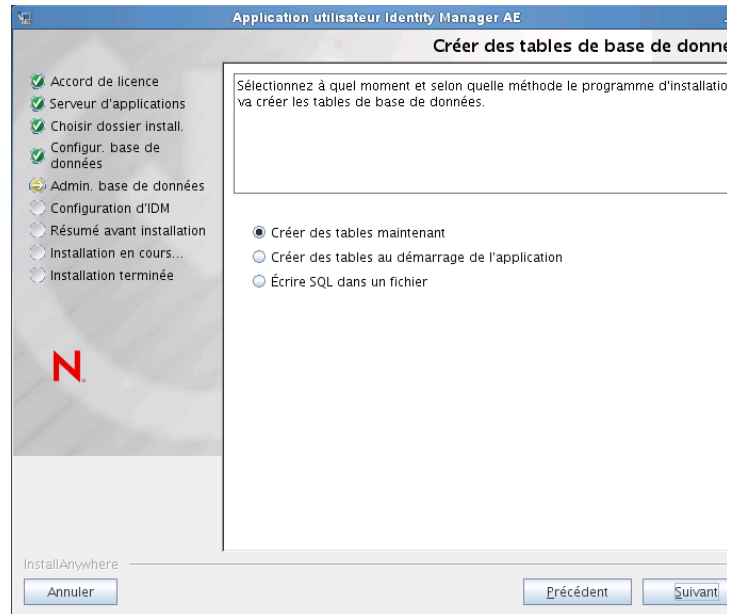 Application utilisateur Identity Manager AE
Créer des tables de base de donné
Accord de licence
Serveur d'applications
Choisir dossier install.
Configur. base de
données
Admin. base de données
Configuration d'IDM
Résumé avant installation
Installation en cours...
Installation terminée
N
Sélectionnez à quel moment et selon quelle méthode le programme d'installatio
va créer les tables de base de données.
Créer des tables maintenant
Créer des tables au démarrage de l'application
Écrire SQL dans un fichier
InstallAnywhere
Annuler
Précédent
Suivant